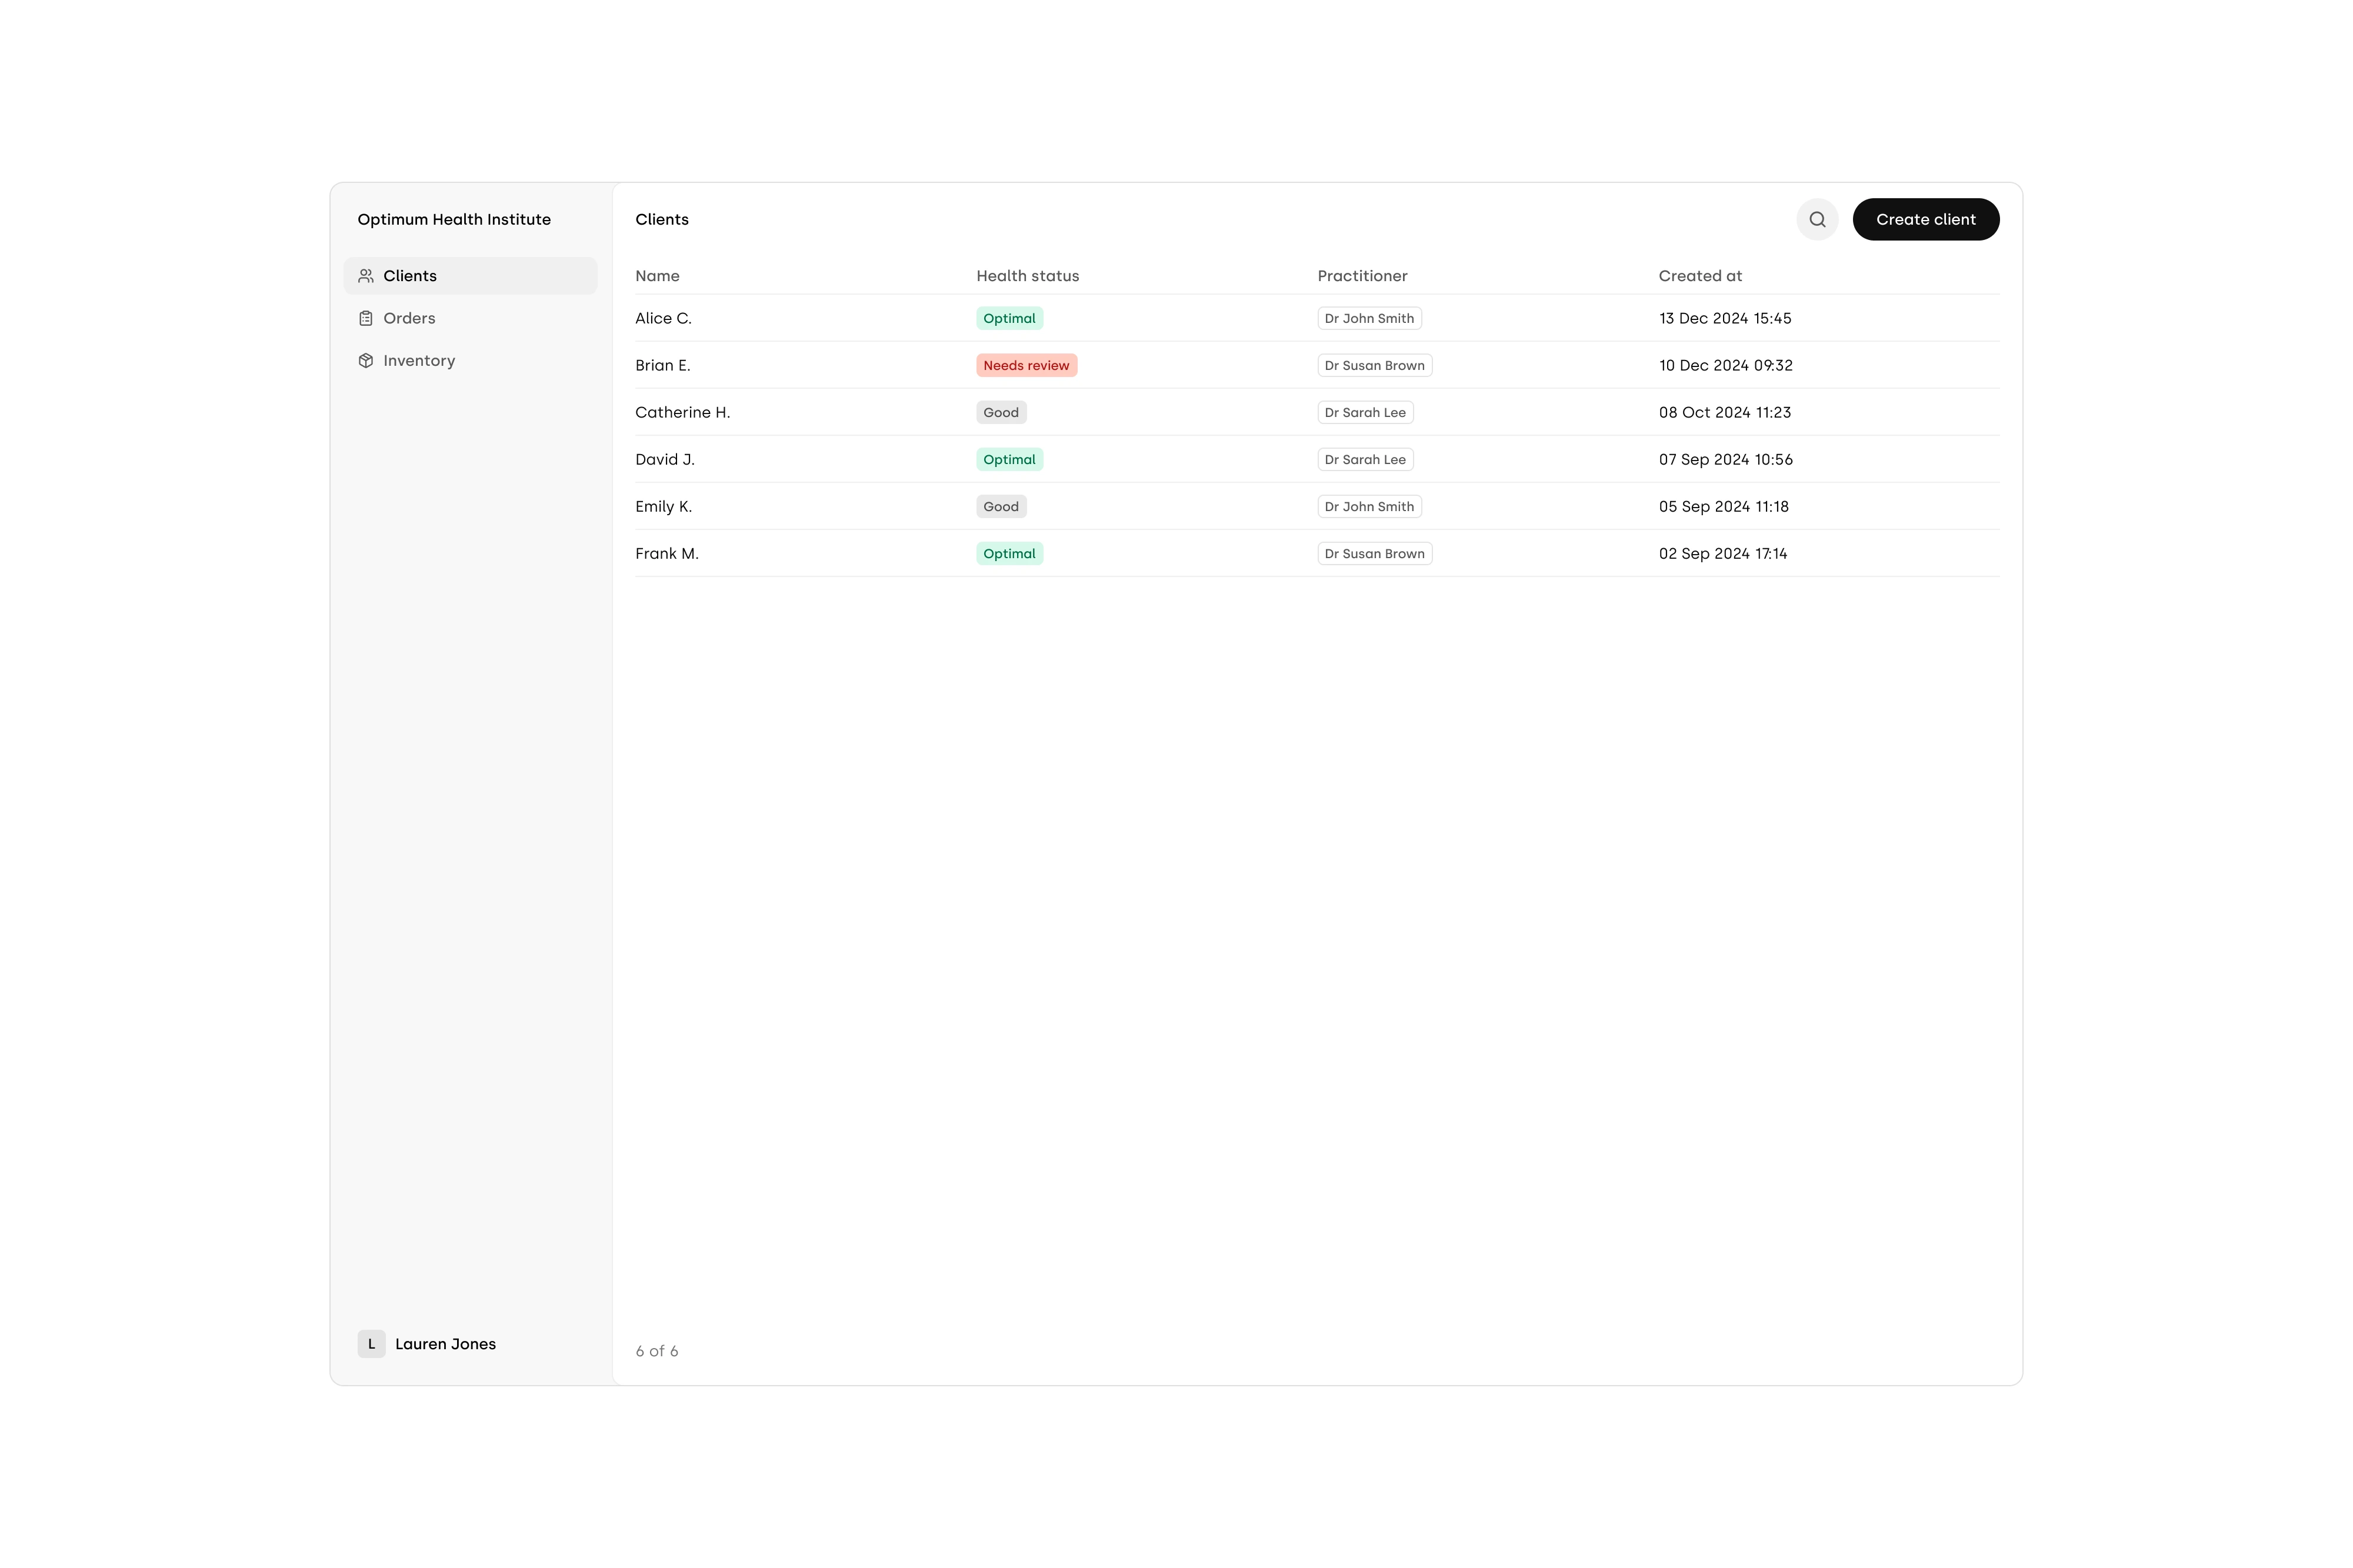 Optimum Health Institute
Clients
Orders
Inventory
L Lauren Jones
Clients
Create client
Name Health status Practitioner Created at
Alice C. Optimal Dr John Smith 13 Dec 2024 15:45
Brian E. Needs review Dr Susan Brown 10 Dec 2024 09:32
Catherine H. Good Dr Sarah Lee 08 Oct 2024 11:23
David J. Optimal Dr Sarah Lee 07 Sep 2024 10:56
Emily K. Good Dr John Smith 05 Sep 2024 11:18
Frank M. Optimal Dr Susan Brown 02 Sep 2024 17:14
6 of 6